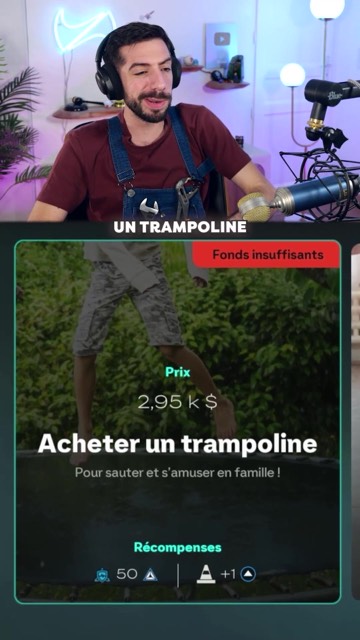 UN TRAMPOLINE
Fonds insuffisants
Prix
2,95 k $
Acheter un trampoline
Pour sauter et s'amuser en famille !
Récompenses
50
+1